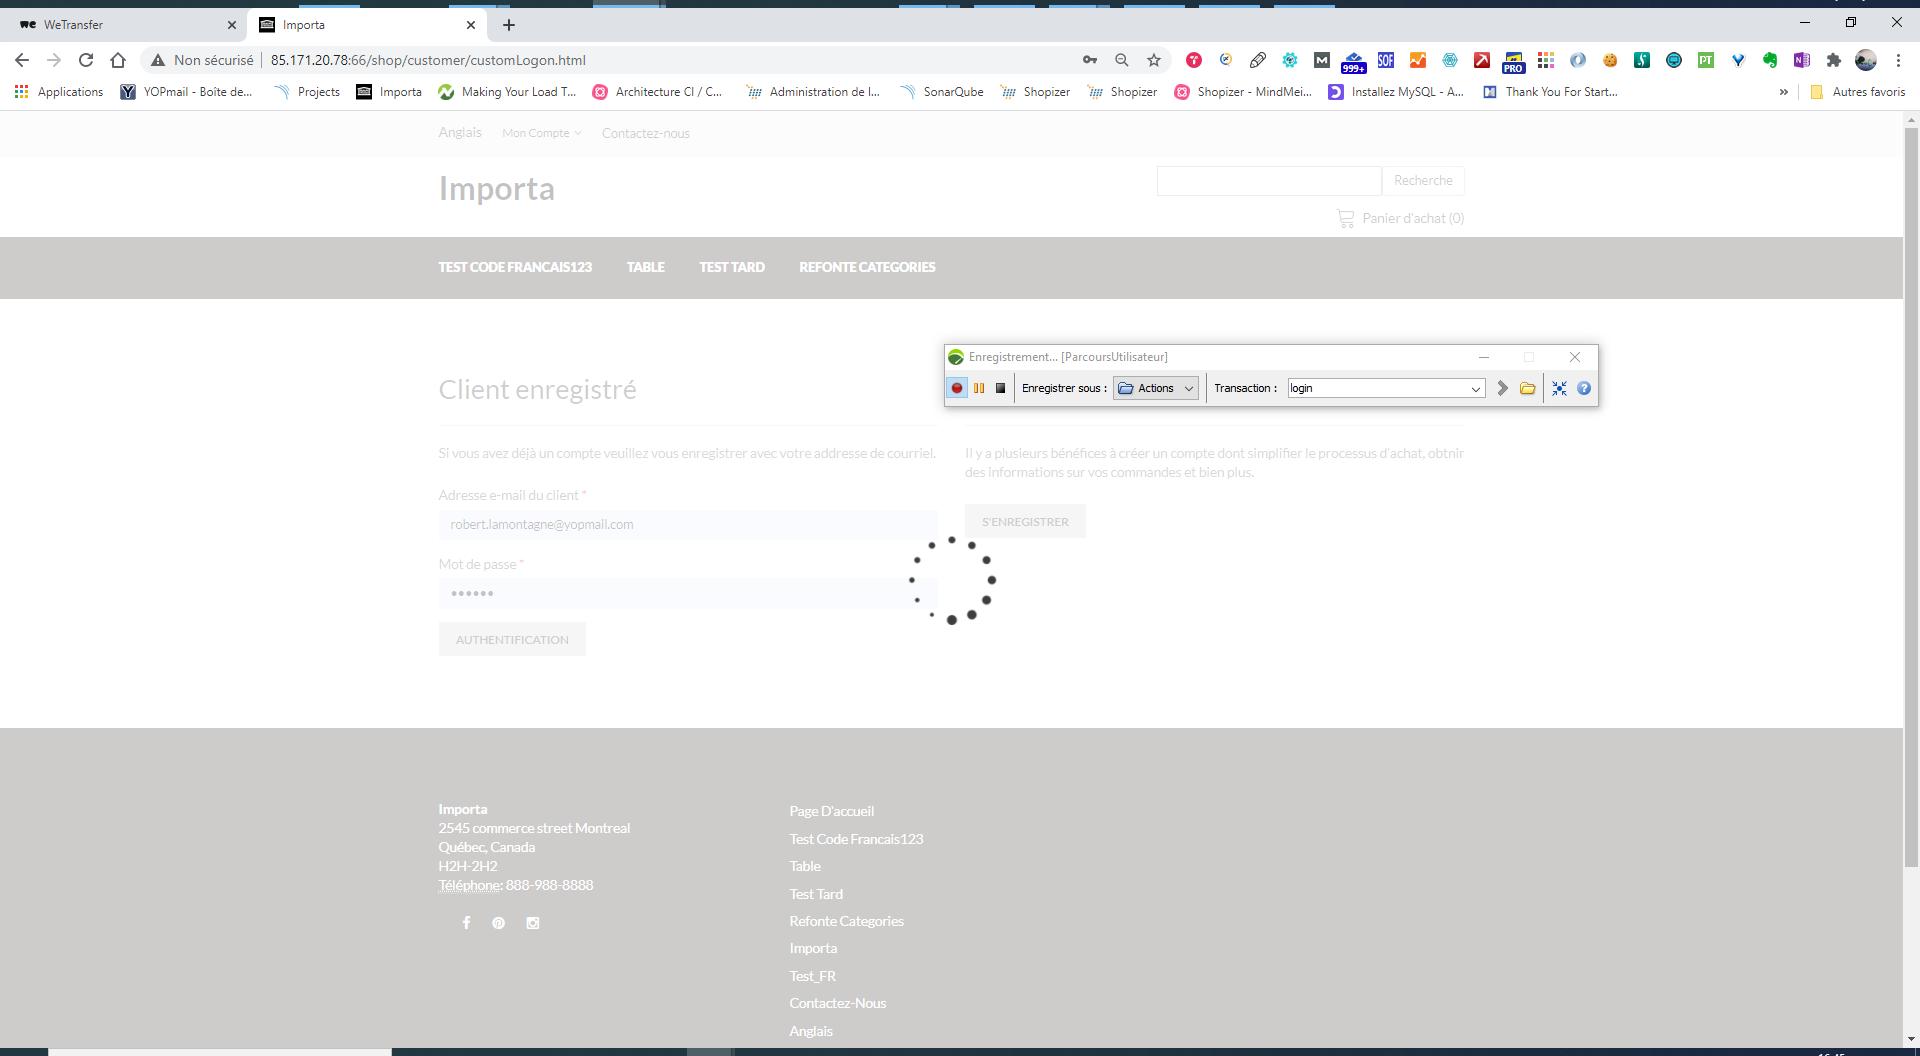 WeTransfer
Importa
Non sécurisé
85.171.20.78:66/shop/customer/customLogon.html
999+
SOF
PRO
PT
Applications
YOPmail - Boîte de...
Projects
Importa
Making Your Load T...
Architecture CI / C...
Administration de l...
SonarQube
Shopizer
Shopizer
Shopizer - MindMei...
Installez MySQL - A...
Thank You For Start...
»
Autres favoris
Anglais
Mon Compte
Contactez-nous
Importa
Recherche
Panier d'achat (0)
TEST CODE FRANCAIS123
TABLE
TEST TARD
REFONTE CATEGORIES
Enregistrement... [ParcoursUtilisateur]
Enregistrer sous :
Actions
Transaction :
login
Client enregistré
Si vous avez déjà un compte veuillez vous enregistrer avec votre addresse de courriel.
Adresse e-mail du client *
robert.lamontagne@yopmail.com
Mot de passe *
••••••
AUTHENTIFICATION
Il y a plusieurs bénéfices à créer un compte dont simplifier le processus d'achat, obtnir
des informations sur vos commandes et bien plus.
S'ENREGISTRER
Importa
2545 commerce street Montreal
Québec, Canada
H2H-2H2
Téléphone: 888-988-8888
Page D'accueil
Test Code Francais123
Table
Test Tard
Refonte Categories
Importa
Test_FR
Contactez-Nous
Anglais